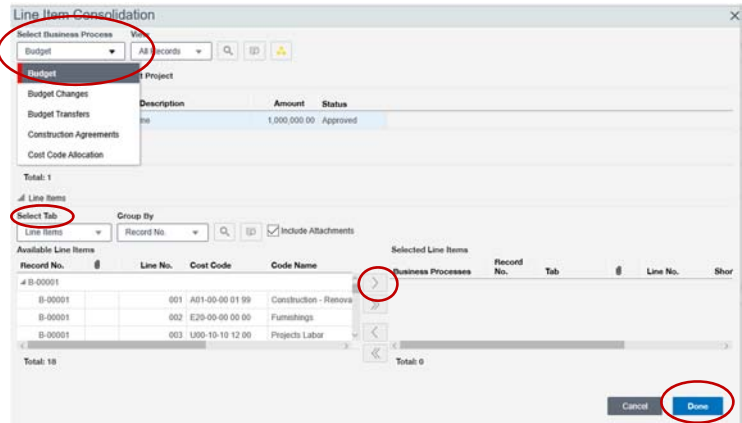 Line Item Consolidation
Select Business Process View
Budget All Records
Budget t Project
Budget Changes
Description Amount Status
Budget Transfers me 1,000,000.00 Approved
Construction Agreements
Cost Code Allocation
Total: 1
Line Items
Select Tab Group By
Line Items Record No. Include Attachments
Available Line Items Selected Line Items
Record No. Line No. Cost Code Code Name Business Processes Record No. Tab Line No. Shor
B-00001
B-00001 001 A01-00-00 01 99 Construction - Renova
B-00001 002 E20-00-00 00 00 Furnishings
B-00001 003 U00-10-10 12 00 Projects Labor
Total: 18 Total: 0
Cancel Done